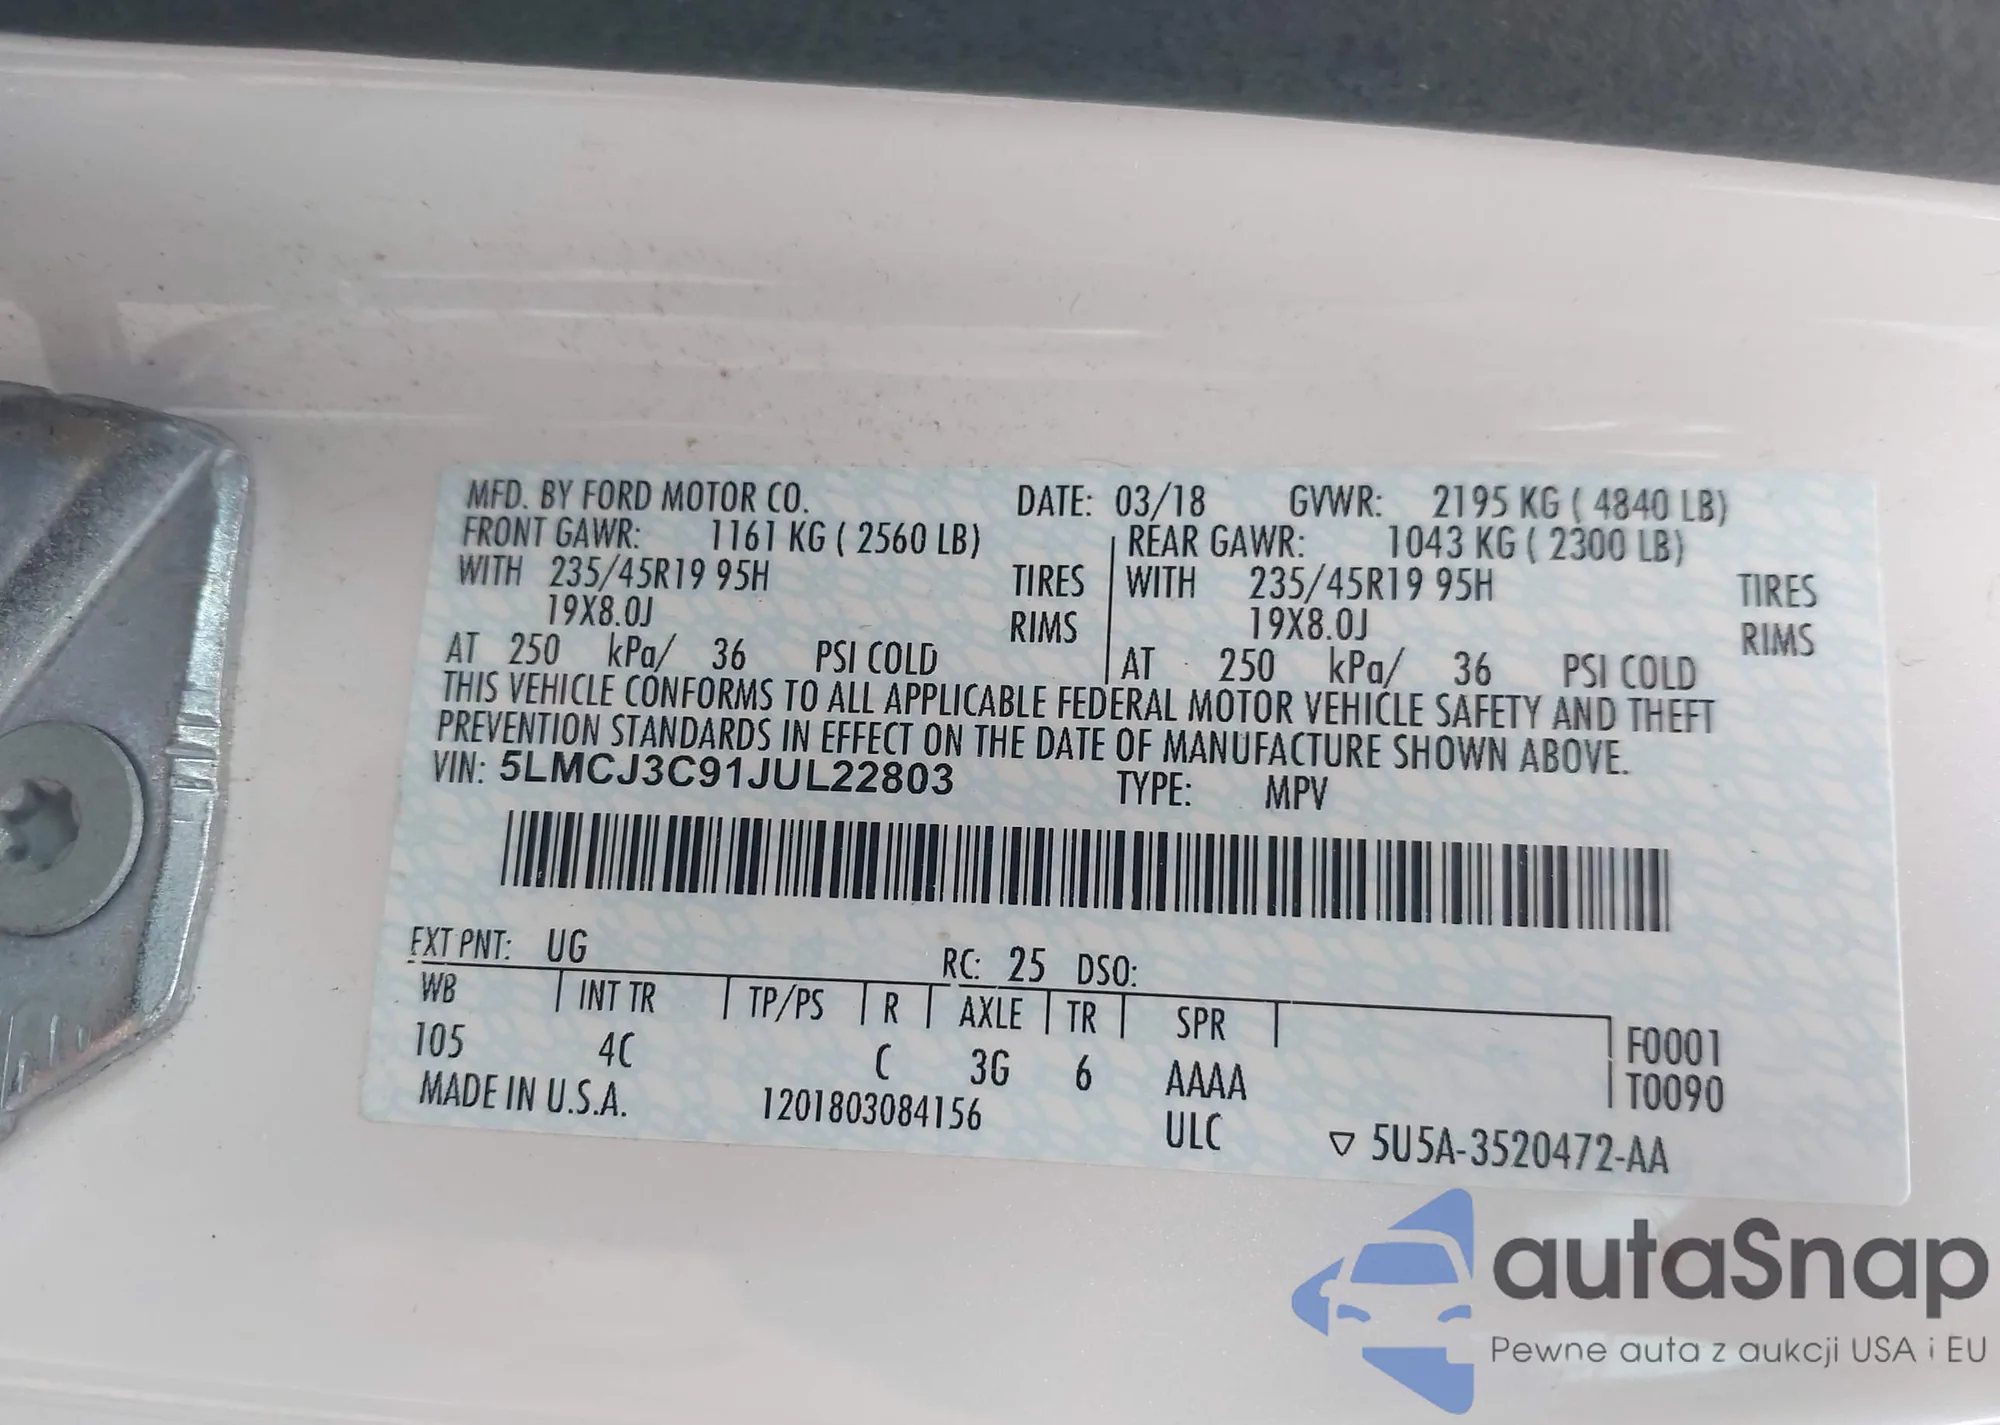 MFD. BY FORD MOTOR CO. DATE: 03/18 GVWR: 2195 KG ( 4840 LB)
FRONT GAWR: 1161 KG ( 2560 LB) REAR GAWR: 1043 KG ( 2300 LB)
WITH 235/45R19 95H TIRES WITH 235/45R19 95H TIRES
19X8.0J RIMS 19X8.0J RIMS
AT 250 kPa/ 36 PSI COLD AT 250 kPa/ 36 PSI COLD
THIS VEHICLE CONFORMS TO ALL APPLICABLE FEDERAL MOTOR VEHICLE SAFETY AND THEFT
PREVENTION STANDARDS IN EFFECT ON THE DATE OF MANUFACTURE SHOWN ABOVE.
VIN: 5LMCJ3C91JUL22803 TYPE: MPV
EXT PNT: UG RC: 25 DSO:
WB INT TR TP/PS R AXLE TR SPR F0001
105 4C C 3G 6 AAAA T0090
MADE IN U.S.A. 1201803084156 ULC ▽ 5U5A-3520472-AA
autaSnap
Pewne auta z aukcji USA i EU